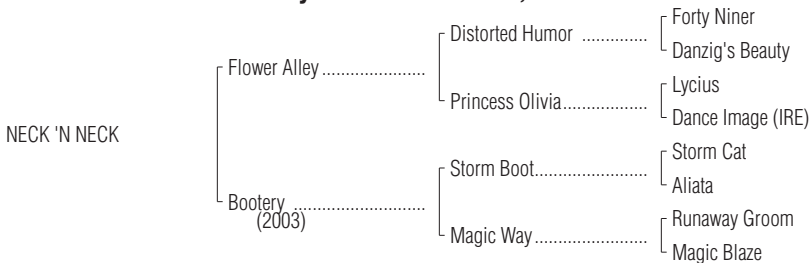 Forty Niner
Distorted Humor ..............
Danzig's Beauty
Flower Alley......................
Lycius
Princess Olivia..................
Dance Image (IRE)
NECK 'N NECK
Storm Cat
Storm Boot........................
Aliata
Bootery ............................
(2003)
Runaway Groom
Magic Way........................
Magic Blaze